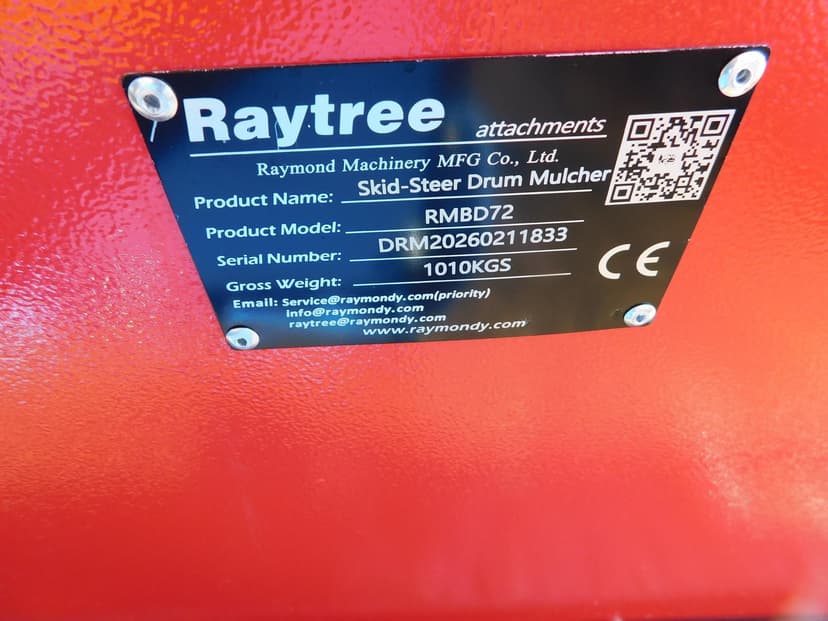 Raytree attachments
Raymond Machinery MFG Co., Ltd.
Product Name: Skid-Steer Drum Mulcher
Product Model: RMBD72
Serial Number: DRM20260211833
Gross Weight: 1010KGS
Email: Service@raymondy.com(priority)
info@raymondy.com
raytree@raymondy.com
www.raymondy.com
CE